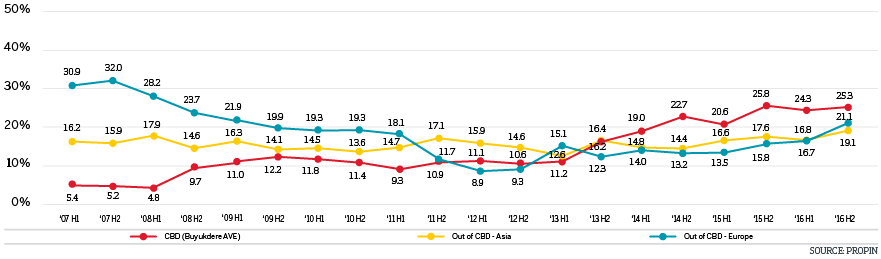 50%
40%
30%
20%
10%
0%
30.9 32.0 28.2 23.7 21.9 19.9 19.3 19.3 18.1 11.7 8.9 9.3 15.1 12.3 14.0 13.2 13.5 15.8 16.7 21.1
16.2 15.9 17.9 14.6 16.3 14.1 14.5 13.6 14.7 17.1 15.9 14.6 12.6 16.2 14.8 14.4 16.6 17.6 16.8 19.1
5.4 5.2 4.8 9.7 11.0 12.2 11.8 11.4 9.3 10.9 11.1 10.6 11.2 16.4 19.0 22.7 20.6 25.8 24.3 25.3
'07 H1 '07 H2 '08 H1 '08 H2 '09 H1 '09 H2 '10 H1 '10 H2 '11 H1 '11 H2 '12 H1 '12 H2 '13 H1 '13 H2 '14 H1 '14 H2 '15 H1 '15 H2 '16 H1 '16 H2
CBD (Buyukdere AVE) Out of CBD - Asia Out of CBD - Europe
SOURCE: PROPIN